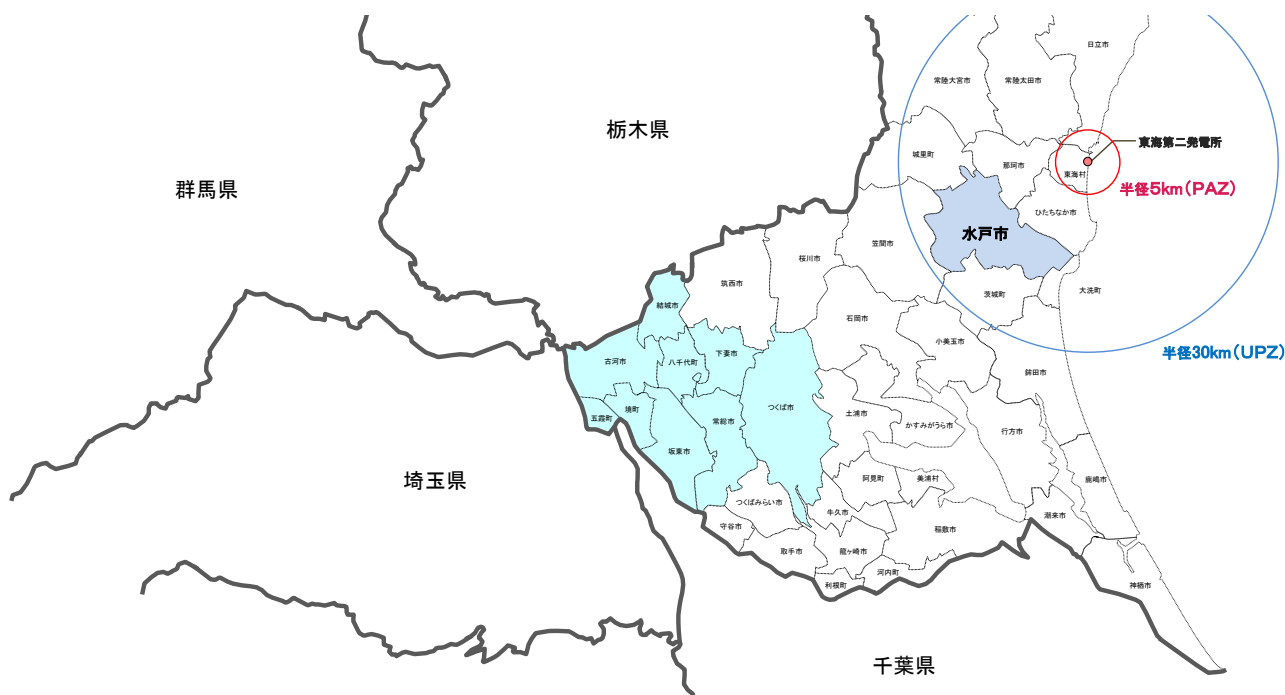 日立市
常陸大宮市
常陸太田市
栃木県
東海第二発電所
城里町
那珂市
東海村
群馬県
半径5km(PAZ)
ひたちなか市
水戸市
笠間市
桜川市
筑西市
大洗町
茨城町
結城市
石岡市
小美玉市
半径30km(UPZ)
下妻市
古河市
八千代町
鉾田市
つくば市
境町
五霞町
土浦市
常総市
かすみがうら市
行方市
坂東市
埼玉県
阿見町
美浦村
鹿嶋市
つくばみらい市
牛久市
潮来市
守谷市
稲敷市
取手市
龍ヶ崎市
河内町
利根町
神栖市
千葉県